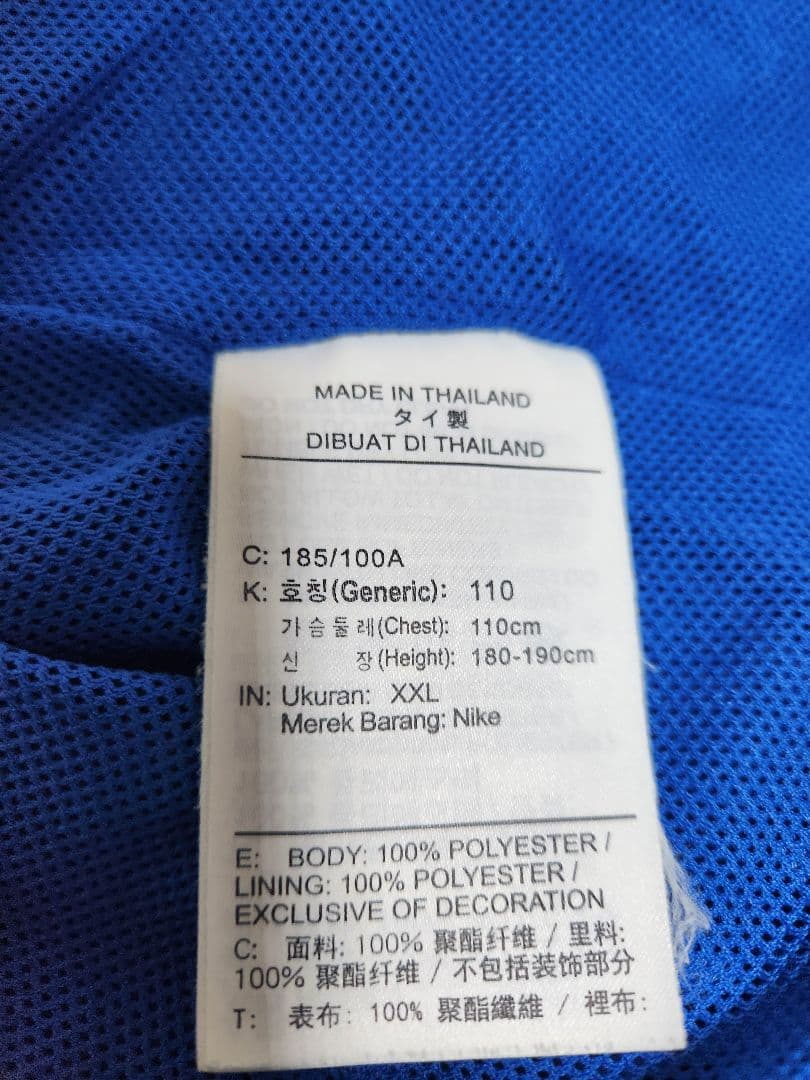 MADE IN THAILAND
タイ製
DIBUAT DI THAILAND
C: 185/100A
K: 호칭(Generic): 110
가슴둘레(Chest): 110cm
신 장(Height): 180-190cm
IN: Ukuran: XXL
Merek Barang: Nike
E: BODY: 100% POLYESTER /
LINING: 100% POLYESTER /
EXCLUSIVE OF DECORATION
C: 面料: 100% 聚酯纤维 / 里料:
100% 聚酯纤维 / 不包括装饰部分
T: 表布: 100% 聚酯纖維 / 裡布: